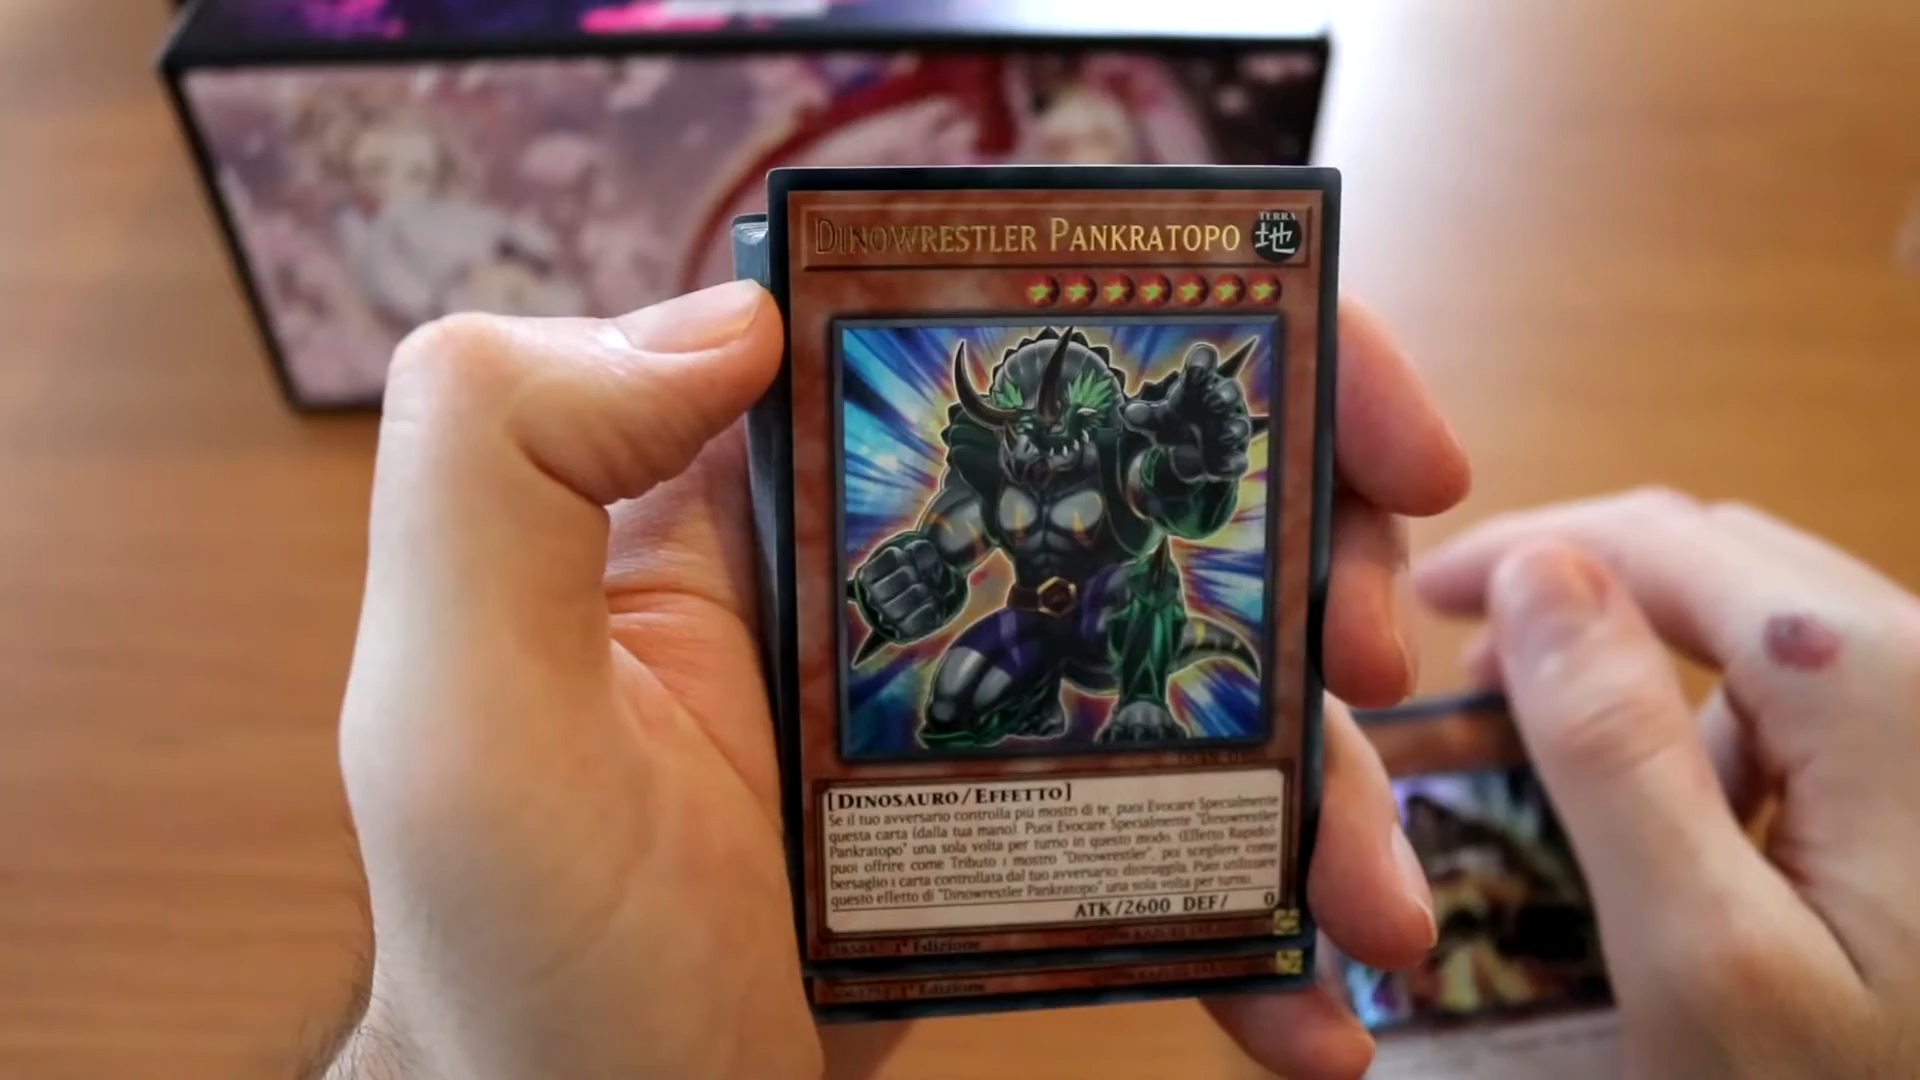 DINOWRESTLER PANKRATOPO
TERRA
地
[DINOSAURO/EFFETTO]
Se il tuo avversario controlla più mostri di te, puoi Evocare Specialmente
questa carta (dalla tua mano). Puoi Evocare Specialmente "Dinowrestler
Pankratopo" una sola volta per turno in questo modo. (Effetto Rapido):
puoi offrire come Tributo 1 mostro "Dinowrestler", poi scegliere come
bersaglio 1 carta controllata dal tuo avversario; distruggila. Puoi utilizzare
questo effetto di "Dinowrestler Pankratopo" una sola volta per turno.
ATK/2600 DEF/ 0
1ª Edizione
1ª Edizione